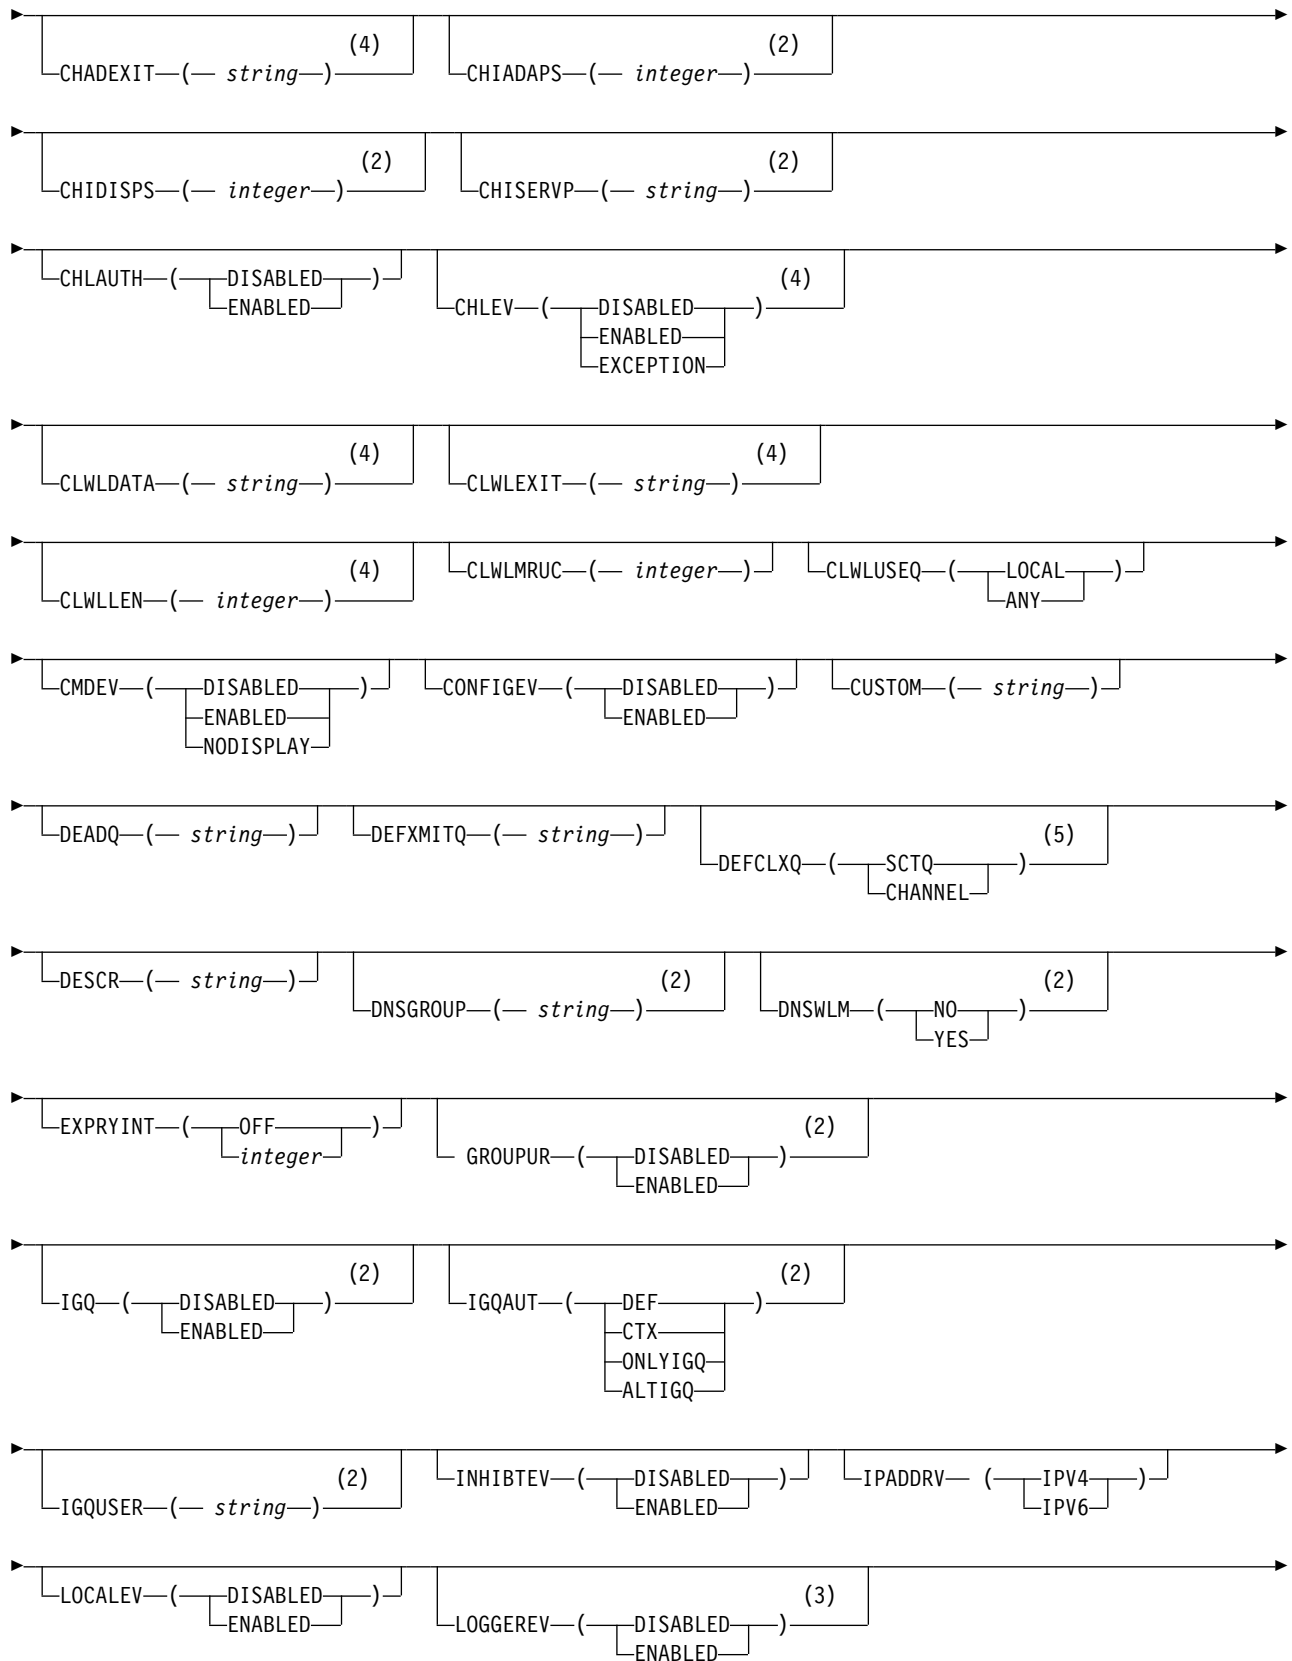 (4) (2)
CHADEXIT ( string ) CHIADAPS ( integer )
(2) (2)
CHIDISPS ( integer ) CHISERVP ( string )
CHLAUTH ( DISABLED ) (4)
ENABLED CHLEV ( DISABLED )
ENABLED
EXCEPTION
(4) (4)
CLWLDATA ( string ) CLWLEXIT ( string )
(4) CLWLMRUC ( integer ) CLWLUSEQ ( LOCAL )
CLWLLEN ( integer ) ANY
CMDEV ( DISABLED ) CONFIGEV ( DISABLED ) CUSTOM ( string )
ENABLED ENABLED
NODISPLAY
DEADQ ( string ) DEFXMITQ ( string ) (5)
DEFCLXQ ( SCTQ )
CHANNEL
DESCR ( string ) (2) (2)
DNSGROUP ( string ) DNSWLM ( NO )
YES
EXPRYINT ( OFF ) (2)
integer GROUPUR ( DISABLED )
ENABLED
(2) (2)
IGQ ( DISABLED ) IGQAUT ( DEF )
ENABLED CTX
ONLYIGQ
ALTIGQ
(2) INHIBTEV ( DISABLED ) IPADDRV ( IPV4 )
IGQUSER ( string ) ENABLED IPV6
LOCALEV ( DISABLED ) (3)
ENABLED LOGGEREV ( DISABLED )
ENABLED